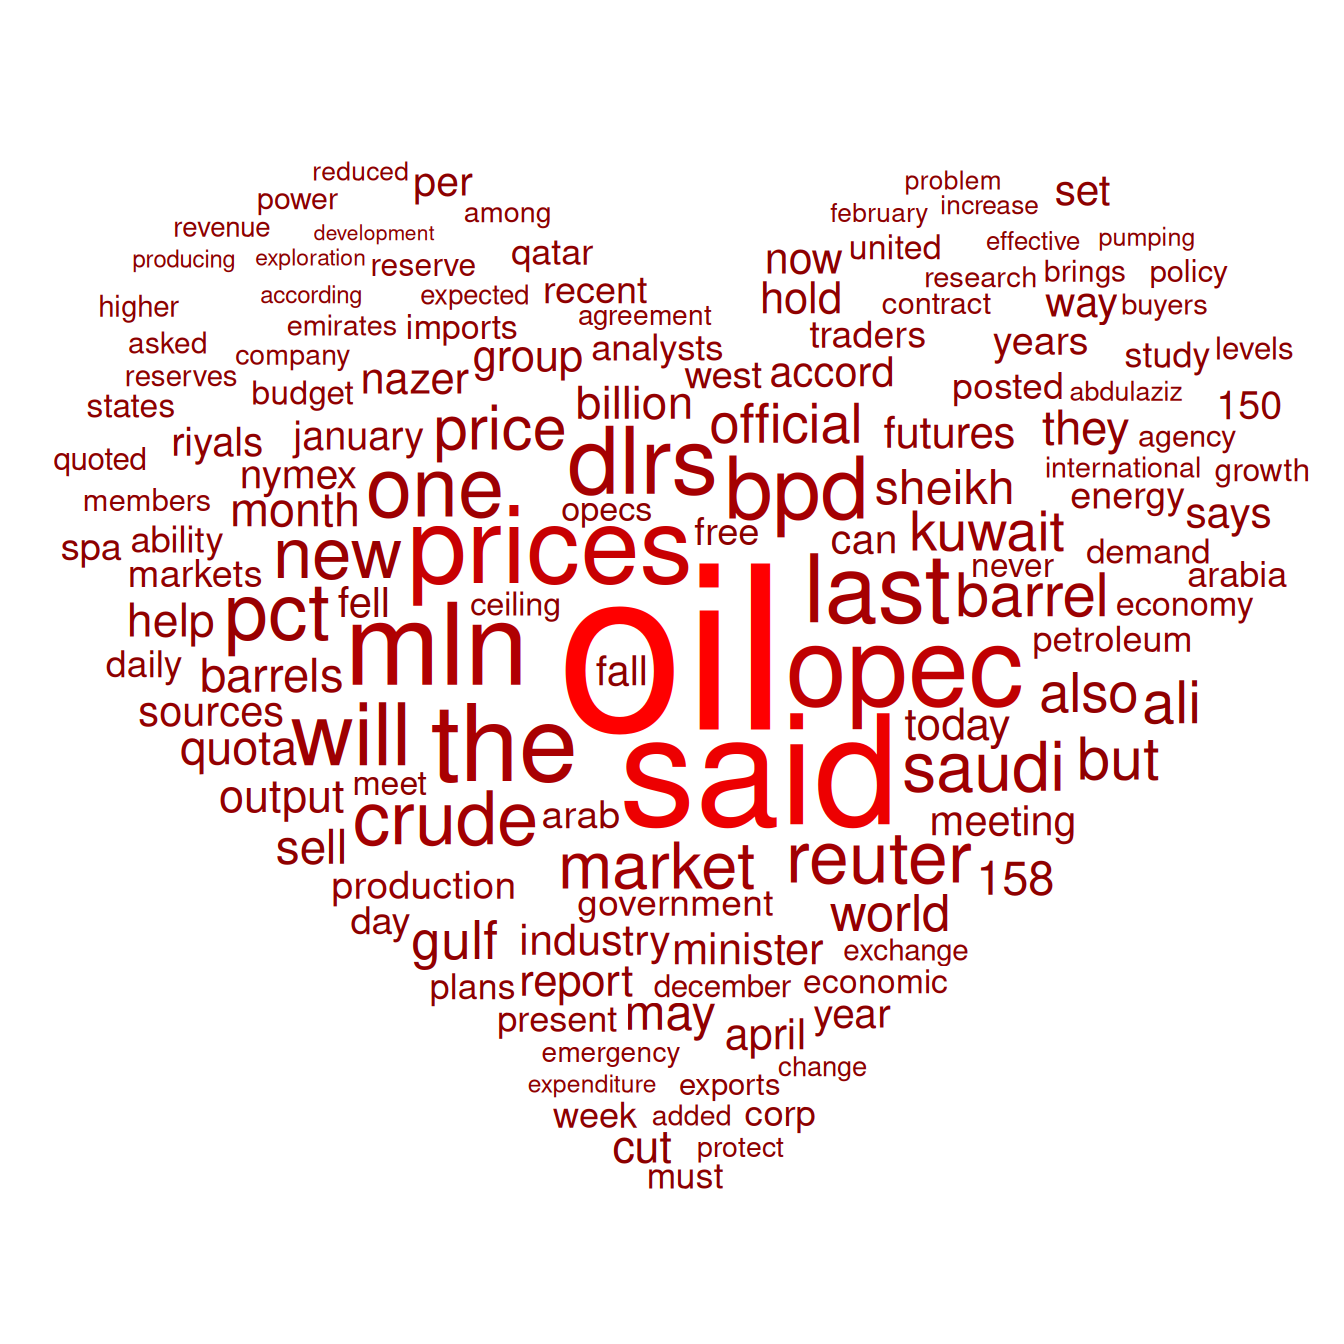 reduced per
problem
power
set
among
february increase
revenue
development
effective pumping
producing exploration reserve qatar
now united
research brings policy
higher according expected recent
hold contract way buyers
emirates imports agreement
traders
asked company group analysts
years study levels
reserves budget nazer
west accord
posted abdulaziz
states
billion
150
riyals january price
official futures they agency
quoted nymex one dlrs
bpd sheikh international growth
members month opecs
energy says
spa ability new prices free
can kuwait demand
markets
never arabia
help pct fell ceiling
last barrel economy
daily barrels mln oil
fall
opec petroleum
sources
also ali
quota will the
said today
saudi but
output meet crude arab
meeting
sell
market reuter 158
production
government
day
world
gulf industry minister exchange
plans report december economic
present may april year
emergency
change
expenditure exports
week added corp
cut protect
must